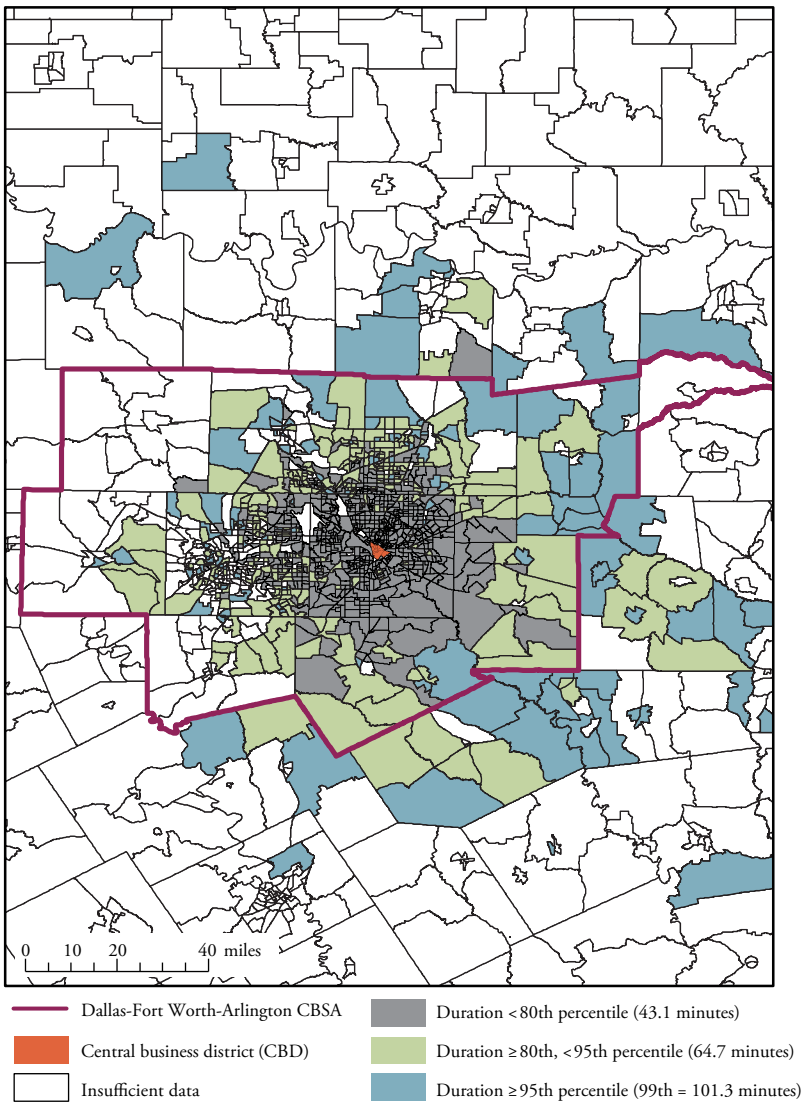 0 10 20 40 miles
Dallas-Fort Worth-Arlington CBSA
Central business district (CBD)
Insufficient data
Duration <80th percentile (43.1 minutes)
Duration ≥80th, <95th percentile (64.7 minutes)
Duration ≥95th percentile (99th = 101.3 minutes)